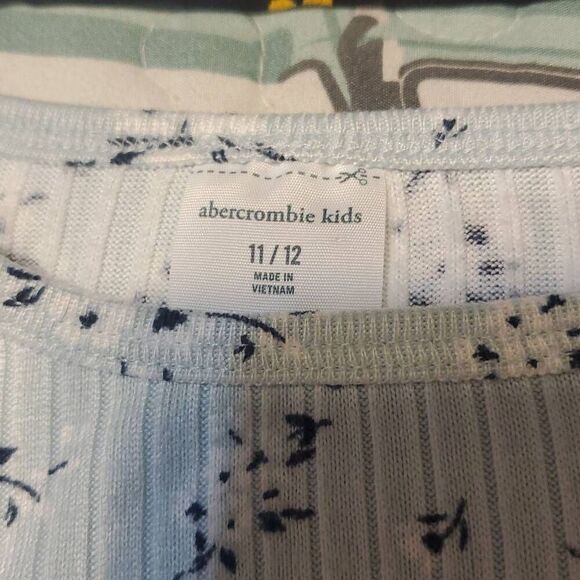 abercrombie kids
11 / 12
MADE IN
VIETNAM